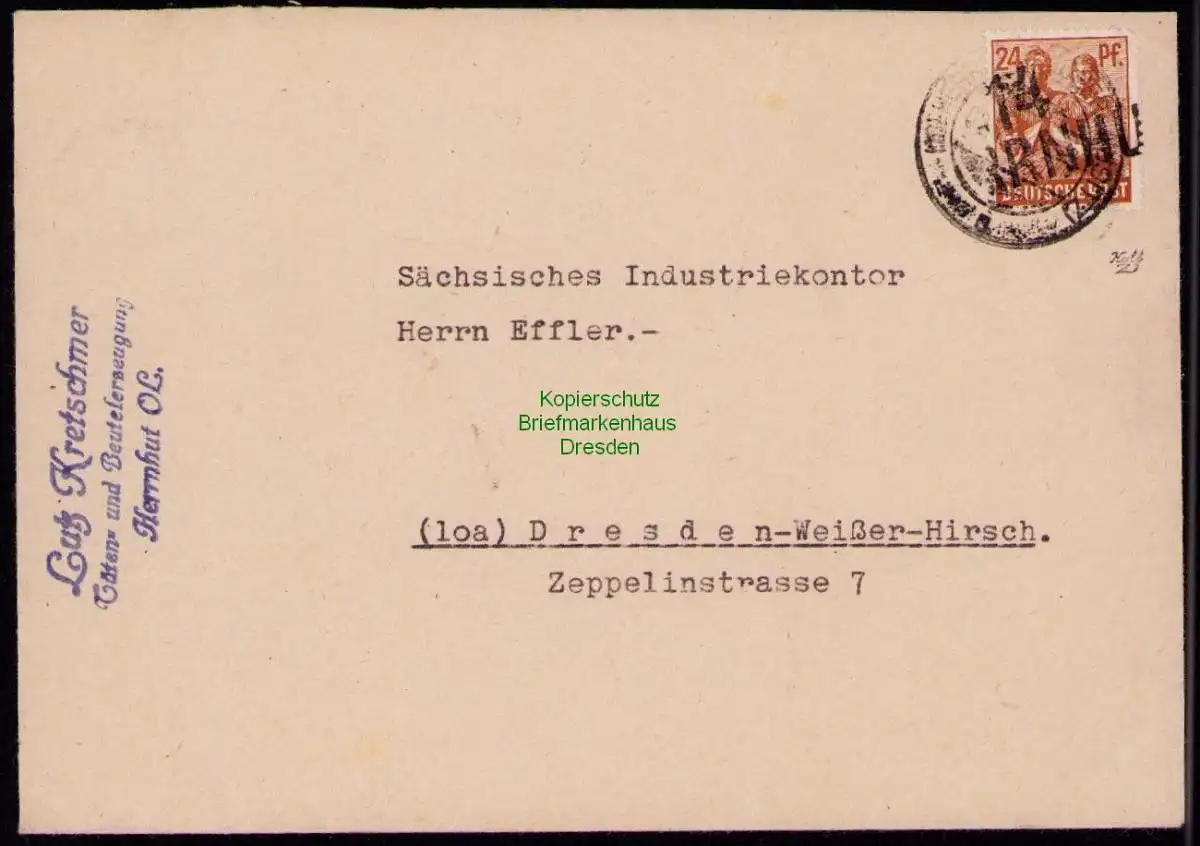 24 Pf.
14
DEUTSCHE POST
Sächsisches Industriekontor
Herrn Effler.-
Kopierschutz
Briefmarkenhaus
Dresden
(10a) D r e s d e n-Weißer-Hirsch.
Zeppelinstrasse 7
Lutz Kretschmer
Tüten- und Beutelerzeugung
Herrnhut OL.